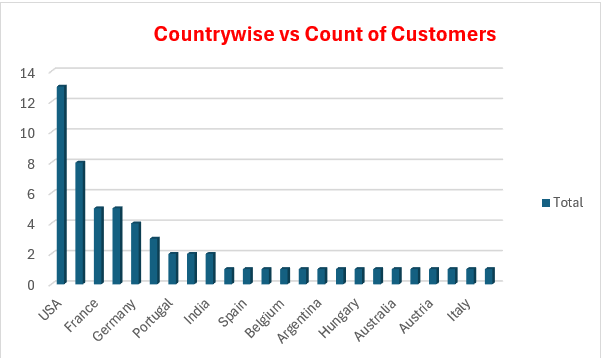 Countrywise vs Count of Customers
14
12
10
8
6
4
2
0
USA
France
Germany
Portugal
India
Spain
Belgium
Argentina
Hungary
Australia
Austria
Italy
Total